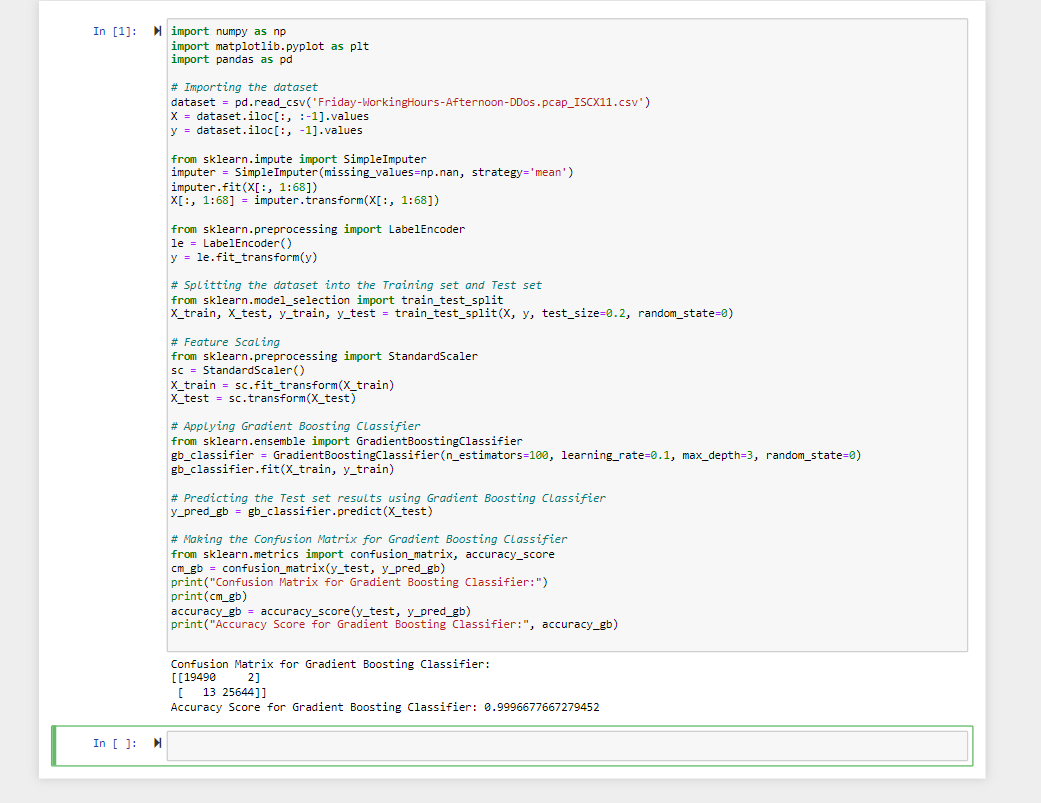 In [1]:
import numpy as np
import matplotlib.pyplot as plt
import pandas as pd
# Importing the dataset
dataset = pd.read_csv('Friday-WorkingHours-Afternoon-DDos.pcap_ISCX11.csv')
X = dataset.iloc[:, :-1].values
y = dataset.iloc[:, -1].values
from sklearn.impute import SimpleImputer
imputer = SimpleImputer(missing_values=np.nan, strategy='mean')
imputer.fit(X[:, 1:68])
X[:, 1:68] = imputer.transform(X[:, 1:68])
from sklearn.preprocessing import LabelEncoder
le = LabelEncoder()
y = le.fit_transform(y)
# Splitting the dataset into the Training set and Test set
from sklearn.model_selection import train_test_split
X_train, X_test, y_train, y_test = train_test_split(X, y, test_size=0.2, random_state=0)
# Feature Scaling
from sklearn.preprocessing import StandardScaler
sc = StandardScaler()
X_train = sc.fit_transform(X_train)
X_test = sc.transform(X_test)
# Applying Gradient Boosting Classifier
from sklearn.ensemble import GradientBoostingClassifier
gb_classifier = GradientBoostingClassifier(n_estimators=100, learning_rate=0.1, max_depth=3, random_state=0)
gb_classifier.fit(X_train, y_train)
# Predicting the Test set results using Gradient Boosting Classifier
y_pred_gb = gb_classifier.predict(X_test)
# Making the Confusion Matrix for Gradient Boosting Classifier
from sklearn.metrics import confusion_matrix, accuracy_score
cm_gb = confusion_matrix(y_test, y_pred_gb)
print("Confusion Matrix for Gradient Boosting Classifier:")
print(cm_gb)
accuracy_gb = accuracy_score(y_test, y_pred_gb)
print("Accuracy Score for Gradient Boosting Classifier:", accuracy_gb)
Confusion Matrix for Gradient Boosting Classifier:
[[19490     2]
 [   13 25644]]
Accuracy Score for Gradient Boosting Classifier: 0.9996677667279452
In [ ]: